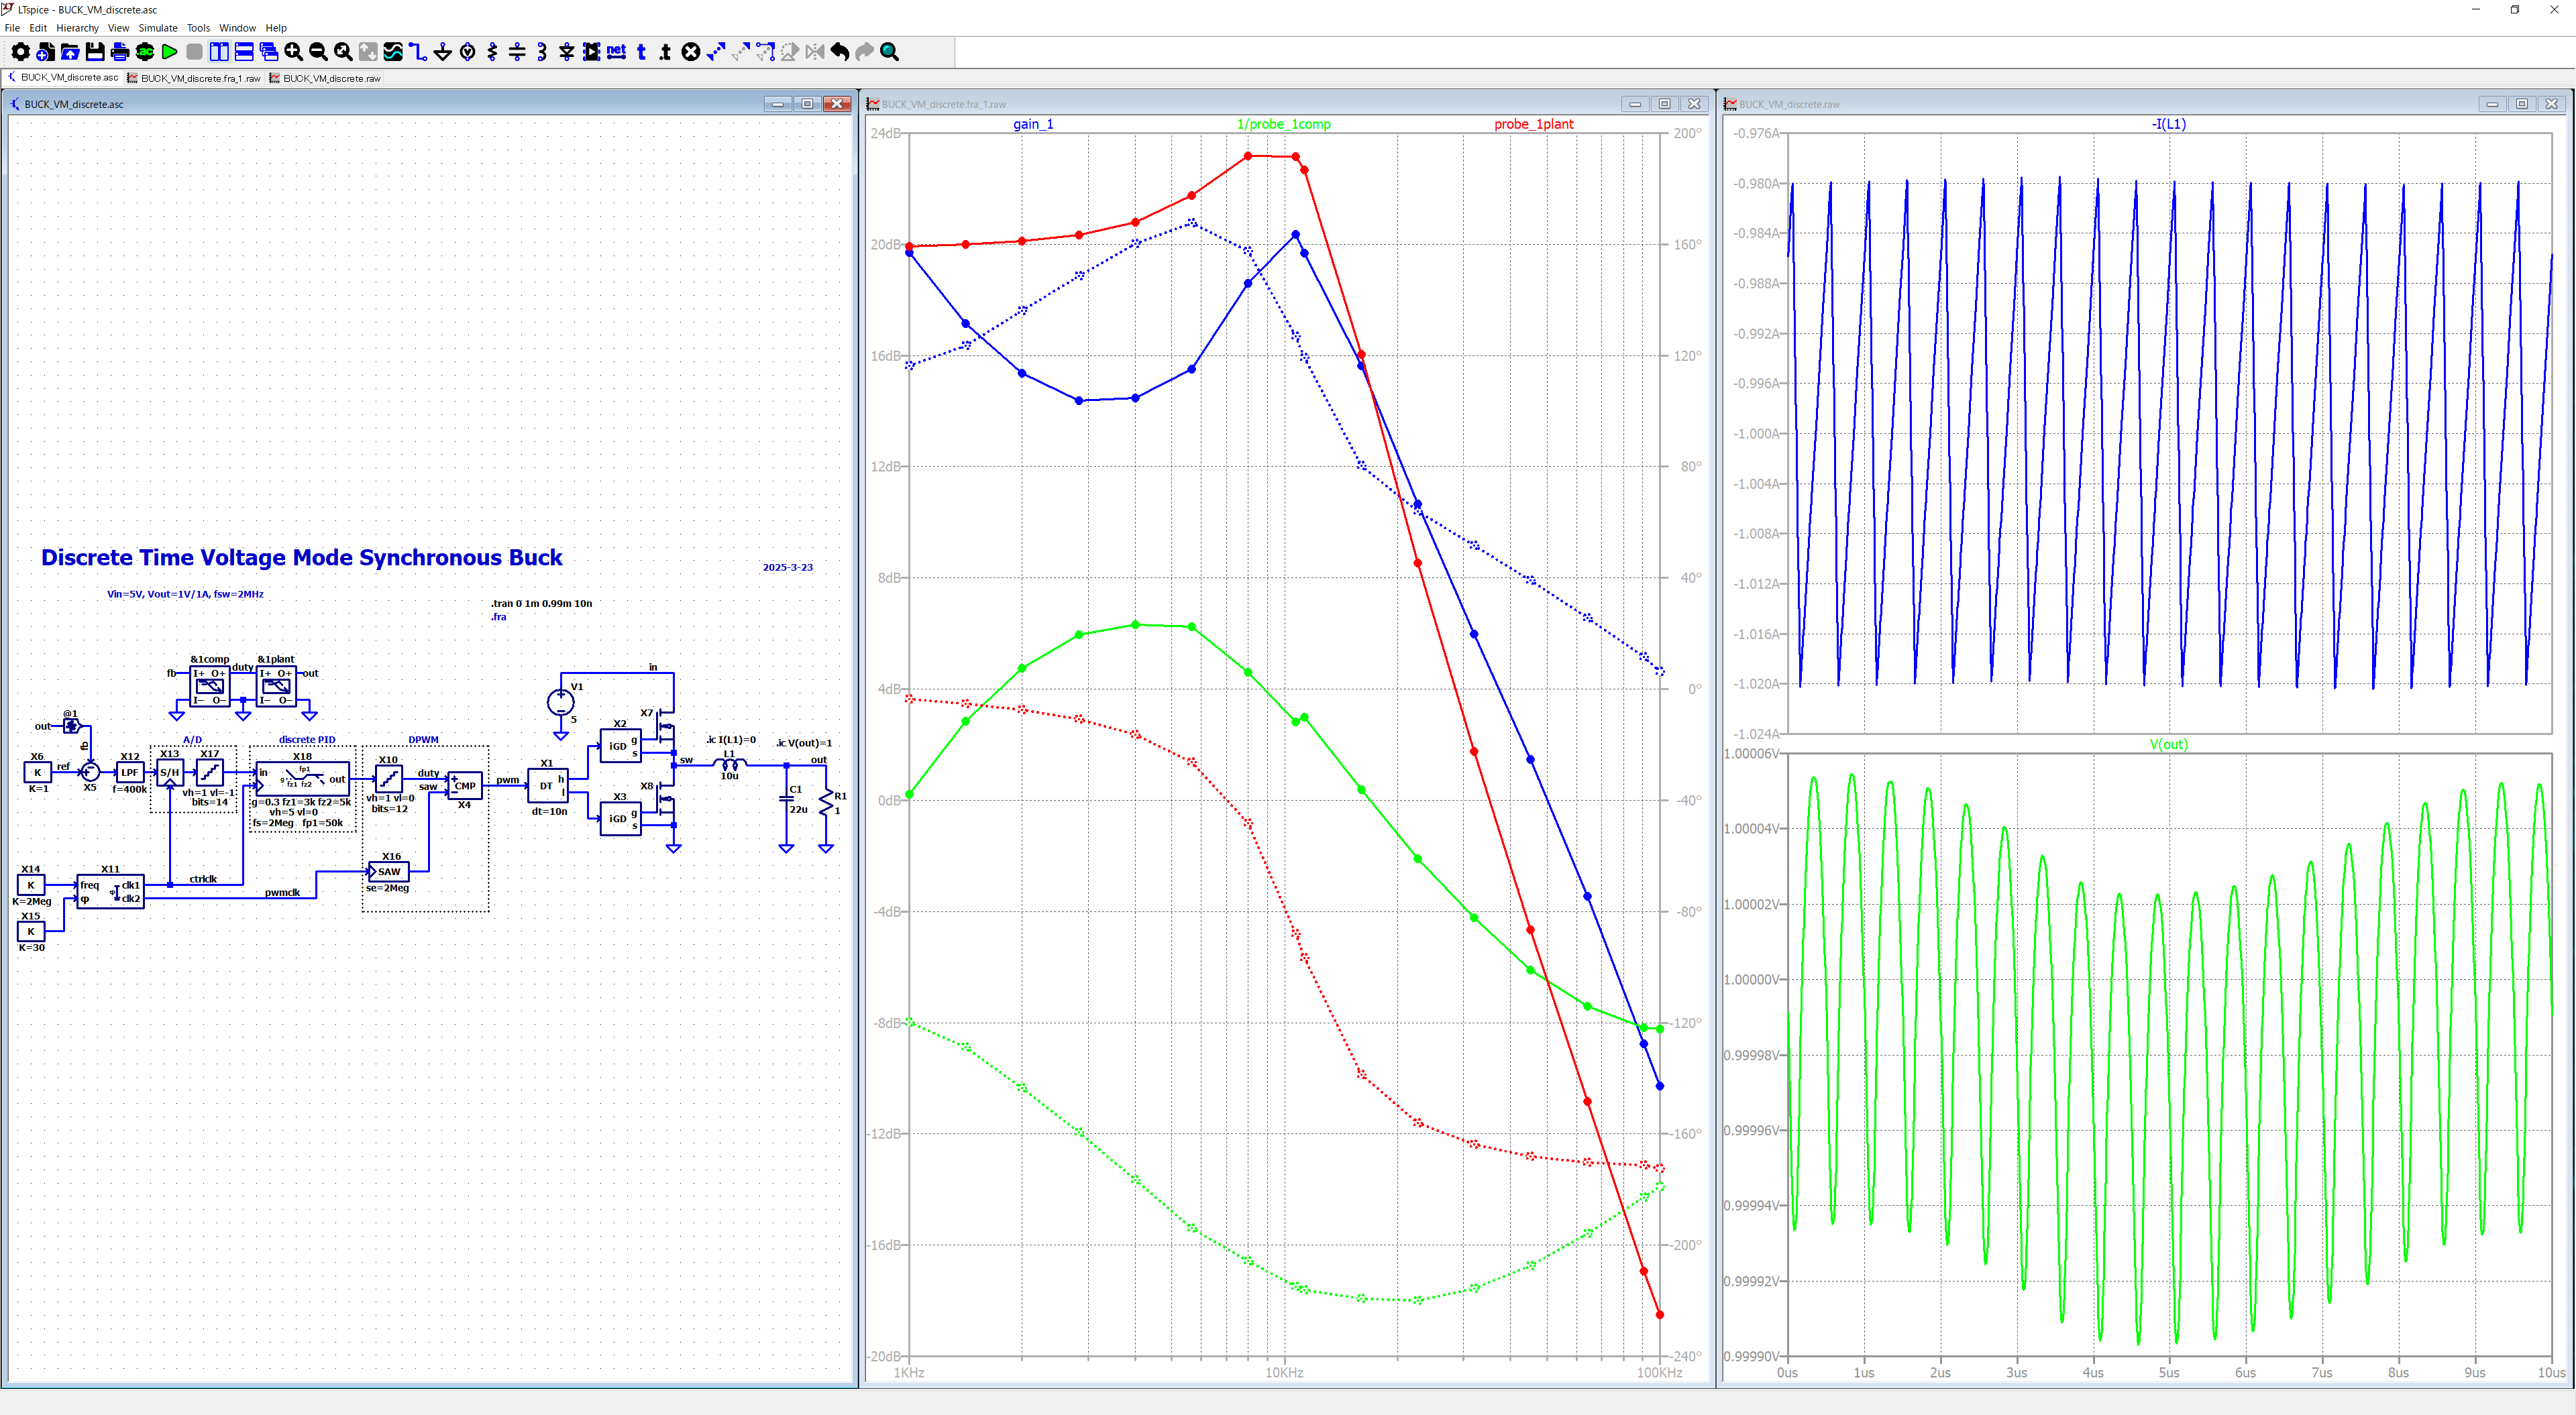 LTspice - BUCK_VM_discrete.asc
File Edit Hierarchy View Simulate Tools Window Help
.ac net t .t
BUCK_VM_discrete.asc BUCK_VM_discrete.fra_1.raw BUCK_VM_discrete.raw
BUCK_VM_discrete.asc
Discrete Time Voltage Mode Synchronous Buck
2025-3-23
Vin=5V, Vout=1V/1A, fsw=2MHz
.tran 0 1m 0.99m 10n
.fra
&1comp &1plant
fb I+ O+ duty I+ O+ out
I− O− I− O−
@1
out
fb
A/D discrete PID DPWM
X6 K K=1
ref
X5
X12 LPF f=400k
X13 S/H
X17
vh=1 vl=-1
bits=14
X18
in fp1 g fz1 fz2 out
g=0.3 fz1=3k fz2=5k
vh=5 vl=0
fs=2Meg fp1=50k
X10
vh=1 vl=0
bits=12
duty
saw
CMP
X4
pwm
X1
DT h l
dt=10n
X2
iGD g s
X3
iGD g s
X7
X8
V1
5
in
sw
.ic I(L1)=0
L1
10u
.ic V(out)=1
out
C1
22u
R1
1
X14
K
K=2Meg
X15
K
K=30
X11
freq clk1
φ φ clk2
ctrlclk
pwmclk
X16
SAW
se=2Meg
BUCK_VM_discrete.fra_1.raw
gain_1 1/probe_1comp probe_1plant
24dB 200°
20dB 160°
16dB 120°
12dB 80°
8dB 40°
4dB 0°
0dB -40°
-4dB -80°
-8dB -120°
-12dB -160°
-16dB -200°
-20dB -240°
1KHz 10KHz 100KHz
BUCK_VM_discrete.raw
-I(L1)
-0.976A
-0.980A
-0.984A
-0.988A
-0.992A
-0.996A
-1.000A
-1.004A
-1.008A
-1.012A
-1.016A
-1.020A
-1.024A
V(out)
1.00006V
1.00004V
1.00002V
1.00000V
0.99998V
0.99996V
0.99994V
0.99992V
0.99990V
0us 1us 2us 3us 4us 5us 6us 7us 8us 9us 10us